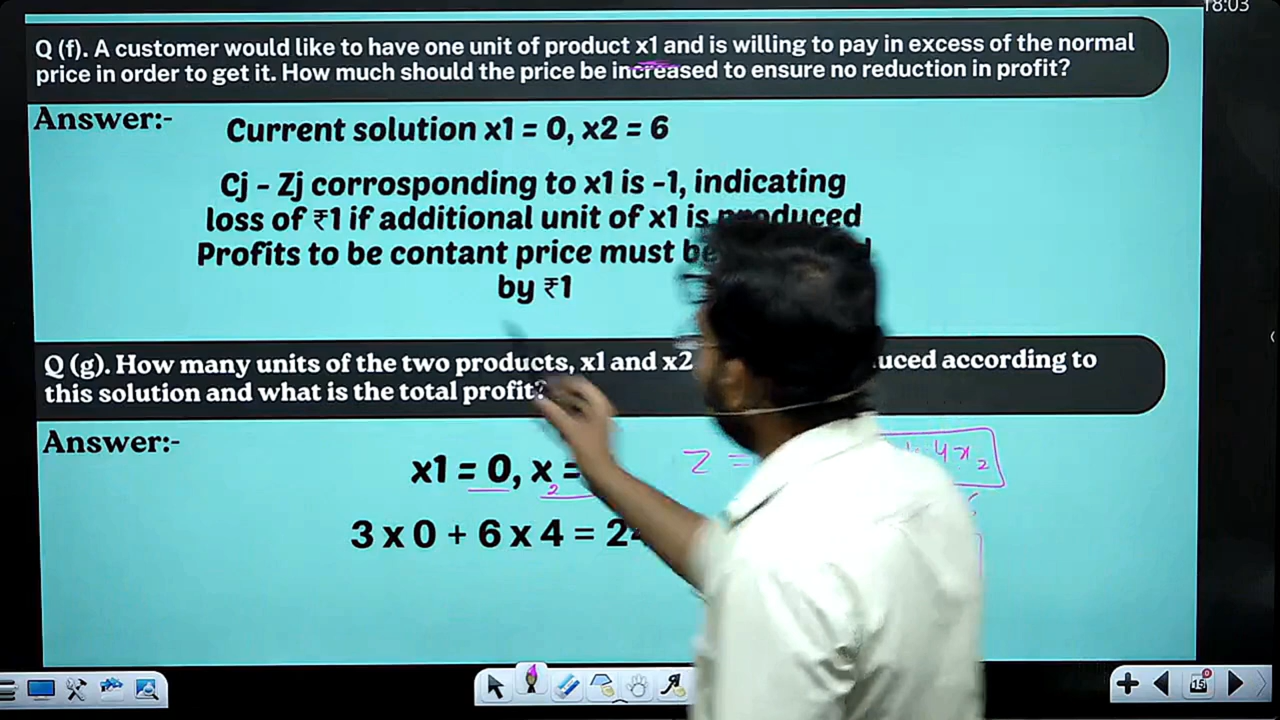 18:03
Q (f). A customer would like to have one unit of product x1 and is willing to pay in excess of the normal
price in order to get it. How much should the price be increased to ensure no reduction in profit?
Answer:-
Current solution x1 = 0, x2 = 6
Cj - Zj corrosponding to x1 is -1, indicating
loss of ₹1 if additional unit of x1 is produced
Profits to be contant price must be
by ₹1
Q (g). How many units of the two products, x1 and x2 according to
this solution and what is the total profit?
Answer:-
x1 = 0, x2 =
Z = 4x2
3 x 0 + 6 x 4 = 24
15